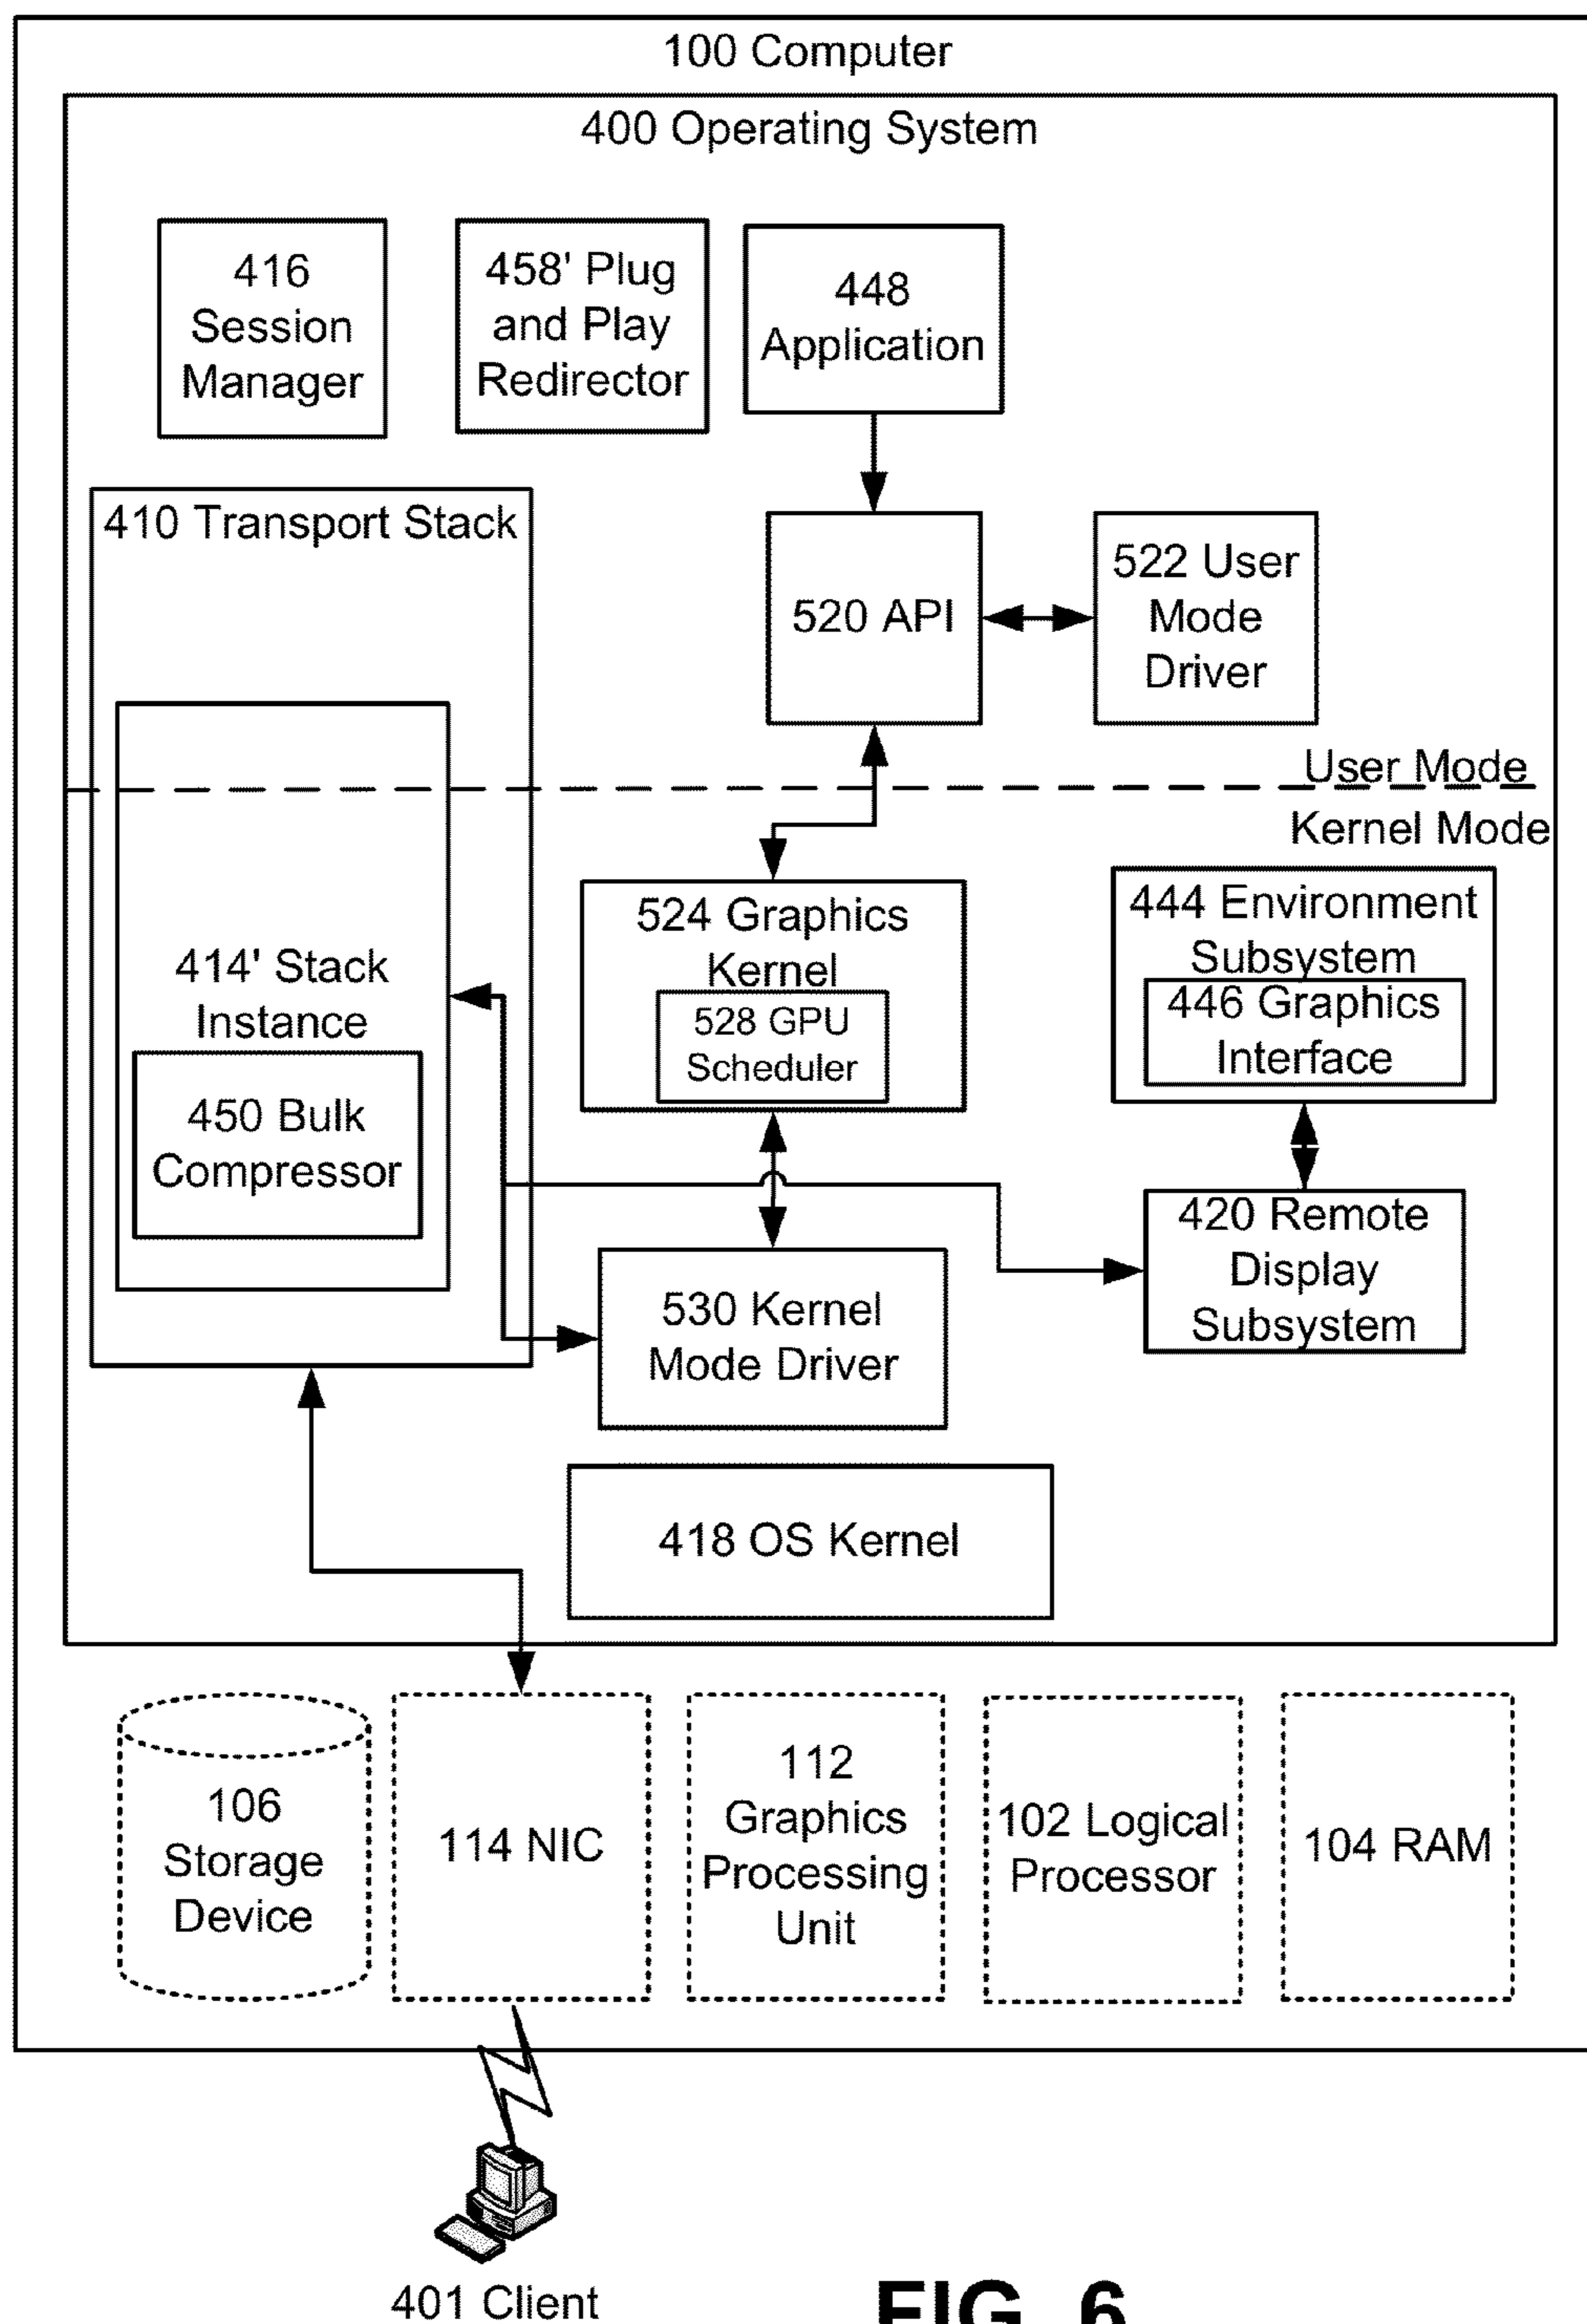 100 Computer
400 Operating System
416
Session
Manager
458' Plug
and Play
Redirector
448
Application
410 Transport Stack
520 API
522 User
Mode
Driver
User Mode
Kernel Mode
414' Stack
Instance
450 Bulk
Compressor
524 Graphics
Kernel
528 GPU
Scheduler
444 Environment
Subsystem
446 Graphics
Interface
420 Remote
Display
Subsystem
530 Kernel
Mode Driver
418 OS Kernel
106
Storage
Device
114 NIC
112
Graphics
Processing
Unit
102 Logical
Processor
104 RAM
401 Client
FIG. 6